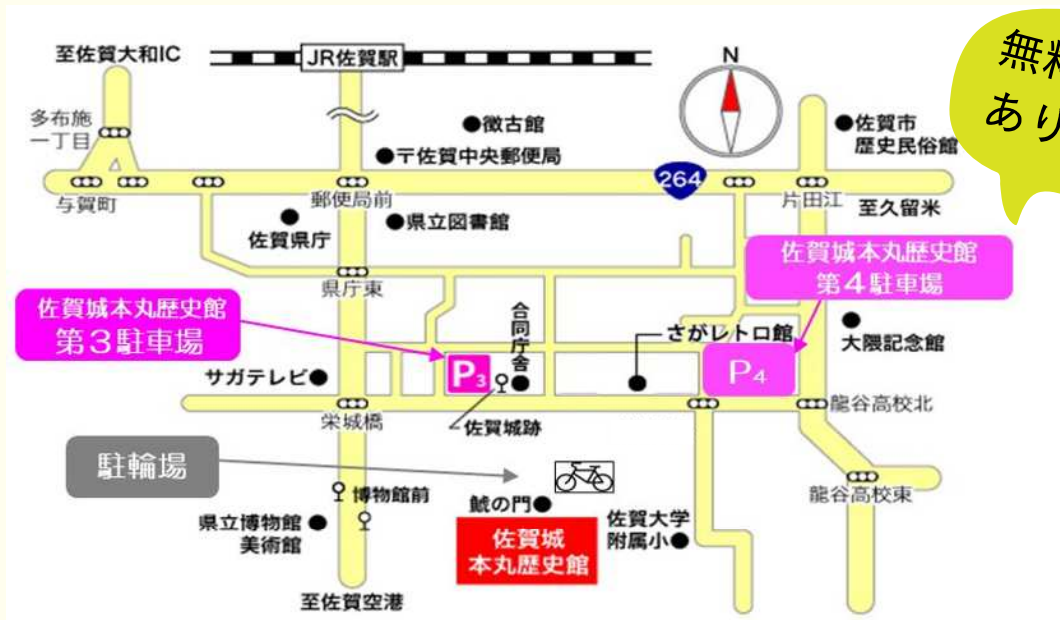 至佐賀大和IC
JR佐賀駅
N
無料
あり
多布施
一丁目
徴古館
佐賀市
歴史民俗館
〒佐賀中央郵便局
264
与賀町
郵便局前
片田江
至久留米
佐賀県庁
県立図書館
佐賀城本丸歴史館
第4駐車場
県庁東
佐賀城本丸歴史館
第3駐車場
合同庁舎
さがレトロ館
大隈記念館
サガテレビ
P3
P4
栄城橋
佐賀城跡
龍谷高校北
駐輪場
博物館前
鯱の門
龍谷高校東
県立博物館
美術館
佐賀城
本丸歴史館
佐賀大学
附属小
至佐賀空港